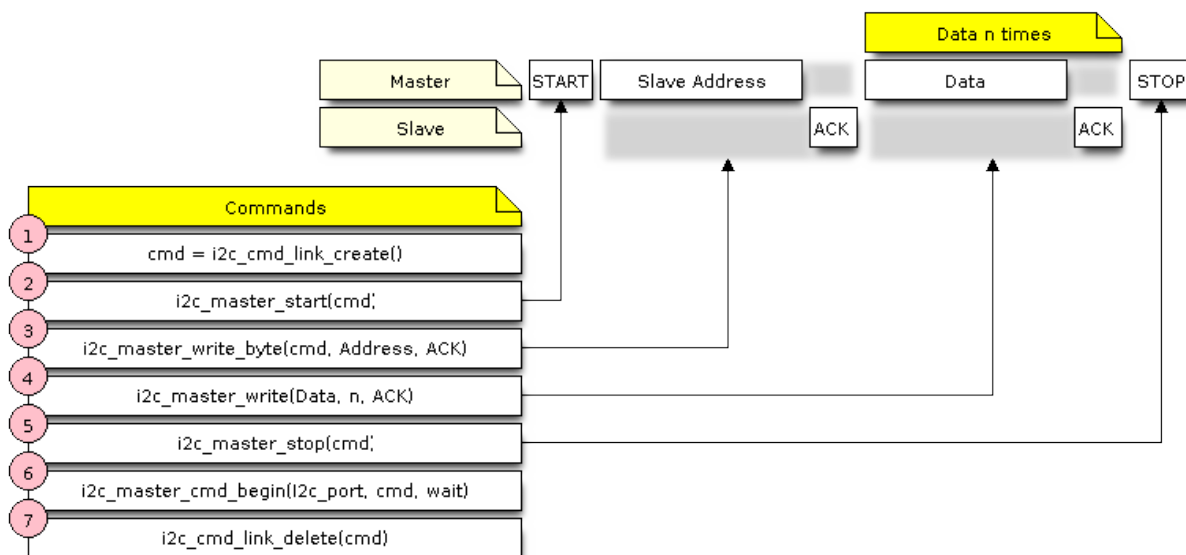 Data n times
Master START Slave Address Data STOP
Slave ACK ACK
Commands
1 cmd = i2c_cmd_link_create()
2 i2c_master_start(cmd;
3 i2c_master_write_byte(cmd, Address, ACK)
4 i2c_master_write(Data, n, ACK)
5 i2c_master_stop(cmd;
6 i2c_master_cmd_begin(I2c_port, cmd, wait)
7 i2c_cmd_link_delete(cmd)